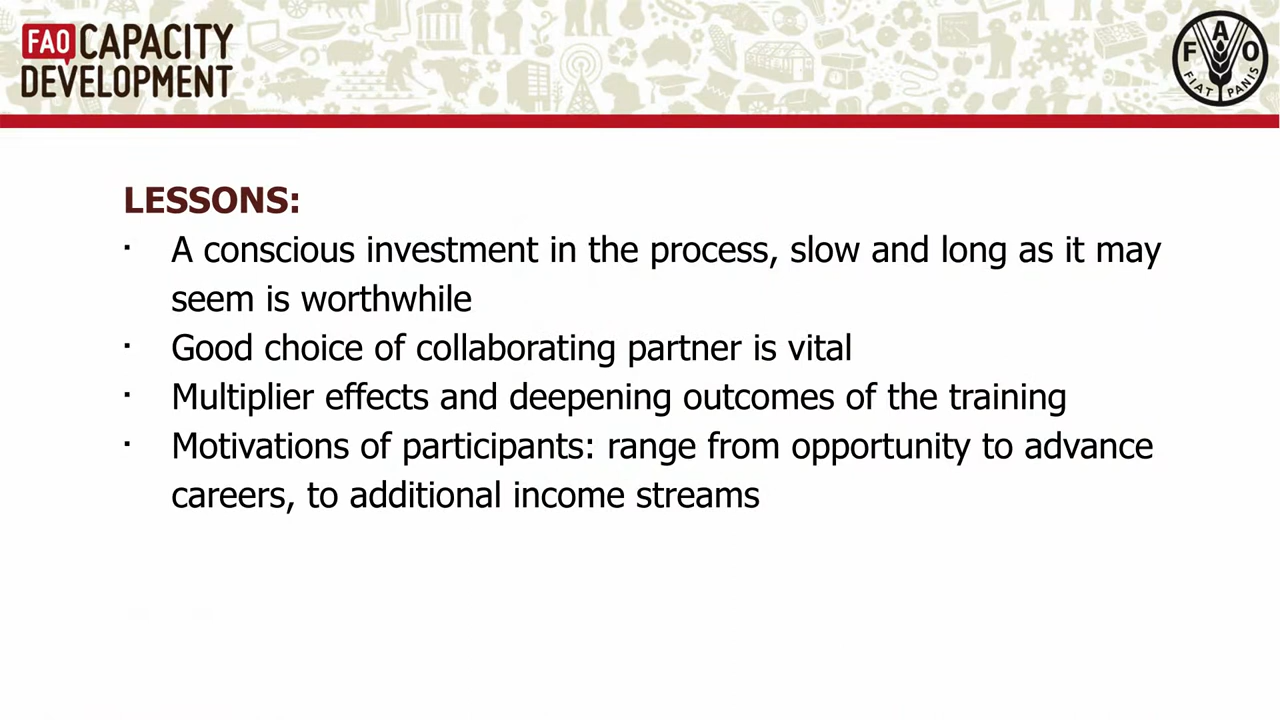 FAO CAPACITY
DEVELOPMENT
F A O
FIAT PANIS
LESSONS:
· A conscious investment in the process, slow and long as it may
seem is worthwhile
· Good choice of collaborating partner is vital
· Multiplier effects and deepening outcomes of the training
· Motivations of participants: range from opportunity to advance
careers, to additional income streams